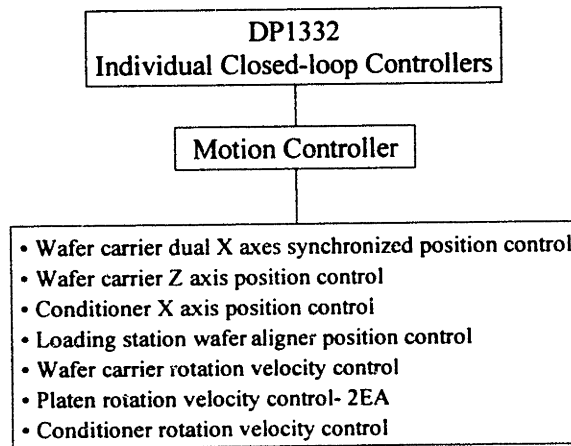 DP1332
Individual Closed-loop Controllers
Motion Controller
• Wafer carrier dual X axes synchronized position control
• Wafer carrier Z axis position control
• Conditioner X axis position control
• Loading station wafer aligner position control
• Wafer carrier rotation velocity control
• Platen rotation velocity control- 2EA
• Conditioner rotation velocity control